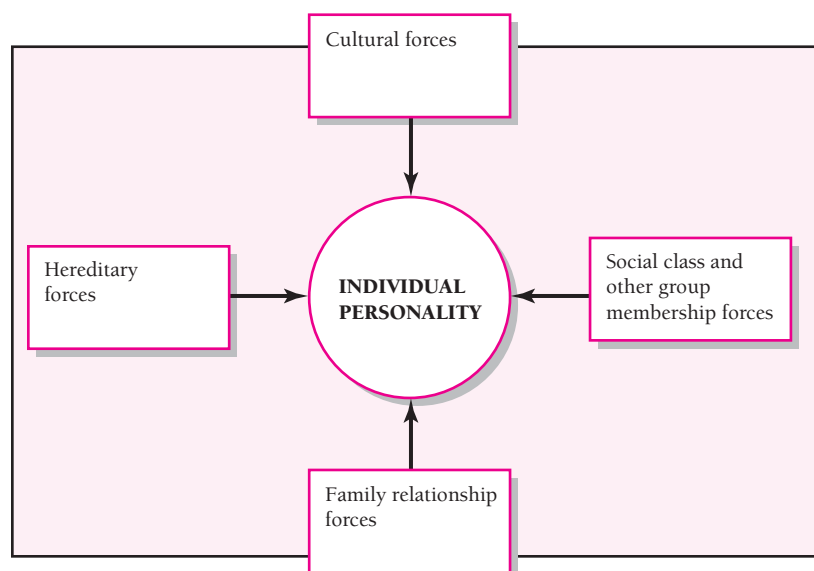 Cultural forces
Hereditary
forces
INDIVIDUAL
PERSONALITY
Social class and
other group
membership forces
Family relationship
forces